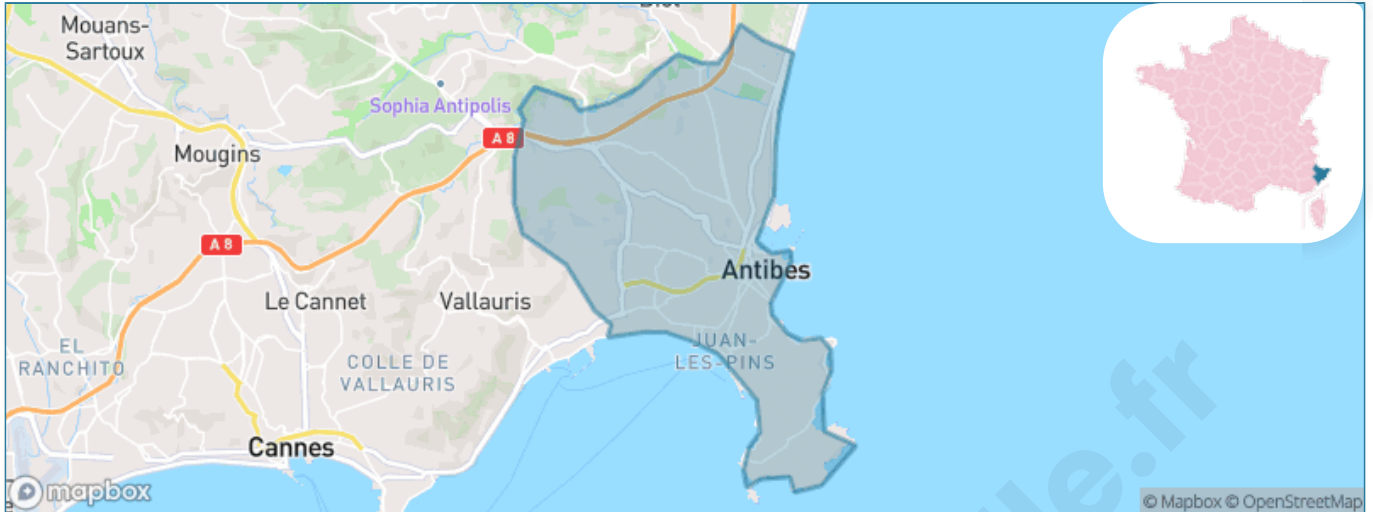 Mouans-
Sartoux
Sophia Antipolis
A 8
Mougins
A 8
Antibes
Le Cannet
Vallauris
EL
RANCHITO
COLLE DE
VALLAURIS
JUAN-
LES-PINS
Cannes
mapbox
© Mapbox © OpenStreetMap